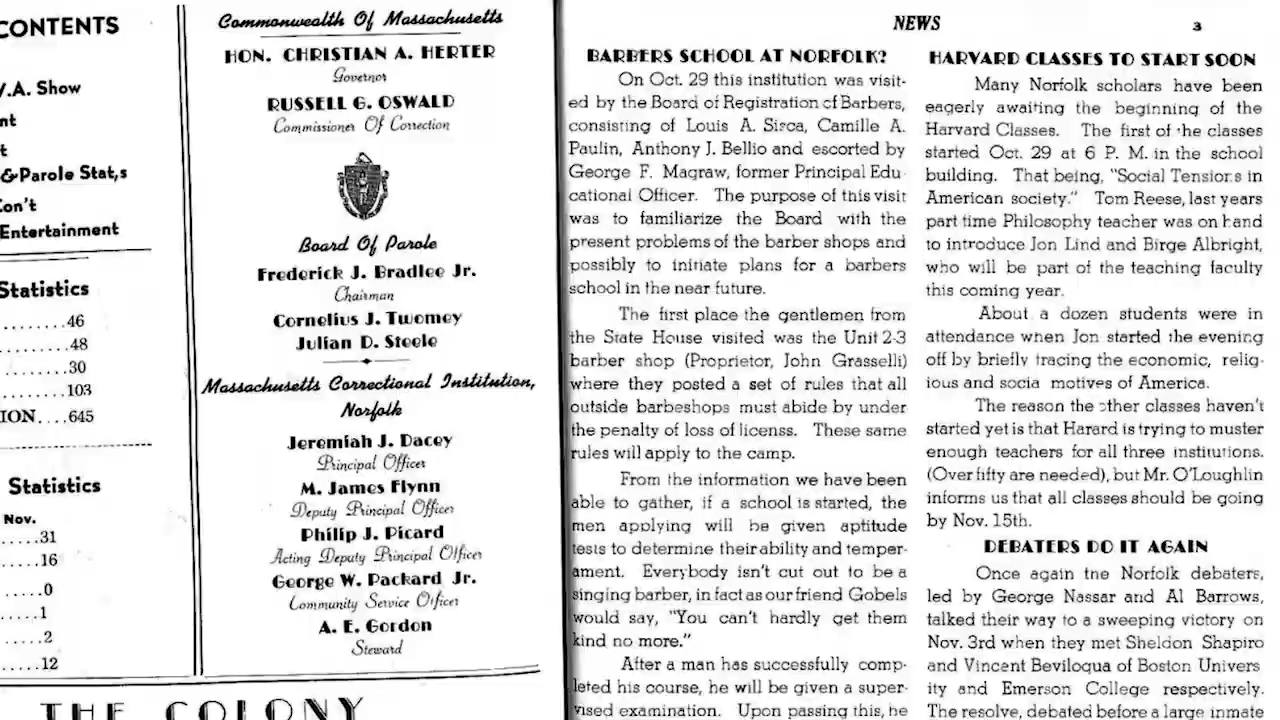 CONTENTS
V.A. Show
nt
t
&Parole Stat,s
Con't
Entertainment
Statistics
........46
........48
........30
.......103
ION....645
Statistics
Nov.
.....31
.....16
.....0
.....1
.....2
.....12
Commonwealth Of Massachusetts
HON. CHRISTIAN A. HERTER
Governor
RUSSELL G. OSWALD
Commissioner Of Correction
Board Of Parole
Frederick J. Bradlee Jr.
Chairman
Cornelius J. Twomey
Julian D. Steele
Massachusetts Correctional Institution,
Norfolk
Jeremiah J. Dacey
Principal Officer
M. James Flynn
Deputy Principal Officer
Philip J. Picard
Acting Deputy Principal Officer
George W. Packard Jr.
Community Service Officer
A. E. Gordon
Steward
THE COLONY
NEWS 3
BARBERS SCHOOL AT NORFOLK?
On Oct. 29 this institution was visit-
ed by the Board of Registration of Barbers,
consisting of Louis A. Sirca, Camille A.
Paulin, Anthony J. Bellio and escorted by
George F. Magraw, former Principal Edu-
cational Officer. The purpose of this visit
was to familiarize the Board with the
present problems of the barber shops and
possibly to initiate plans for a barbers
school in the near future.
The first place the gentlemen from
the State House visited was the Unit 2-3
barber shop (Proprietor, John Grasselli)
where they posted a set of rules that all
outside barbeshops must abide by under
the penalty of loss of licenss. These same
rules will apply to the camp.
From the information we have been
able to gather, if a school is started, the
men applying will be given aptitude
tests to determine their ability and temper-
ament. Everybody isn't cut out to be a
singing barber, in fact as our friend Gobels
would say, "You can't hardly get them
kind no more."
After a man has successfully comp-
leted his course, he will be given a super-
vised examination. Upon passing this, he
HARVARD CLASSES TO START SOON
Many Norfolk scholars have been
eagerly awaiting the beginning of the
Harvard Classes. The first of the classes
started Oct. 29 at 6 P. M. in the school
building. That being, "Social Tensions in
American society." Tom Reese, last years
part time Philosophy teacher was on hand
to introduce Jon Lind and Birge Albright,
who will be part of the teaching faculty
this coming year.
About a dozen students were in
attendance when Jon started the evening
off by briefly tracing the economic, relig-
ious and socia motives of America.
The reason the other classes haven't
started yet is that Harard is trying to muster
enough teachers for all three institutions.
(Over fifty are needed), but Mr. O'Loughlin
informs us that all classes should be going
by Nov. 15th.
DEBATERS DO IT AGAIN
Once again the Norfolk debaters,
led by George Nassar and Al Barrows,
talked their way to a sweeping victory on
Nov. 3rd when they met Sheldon Shapiro
and Vincent Beviloqua of Boston Univers
ity and Emerson College respectively.
The resolve, debated before a large inmate